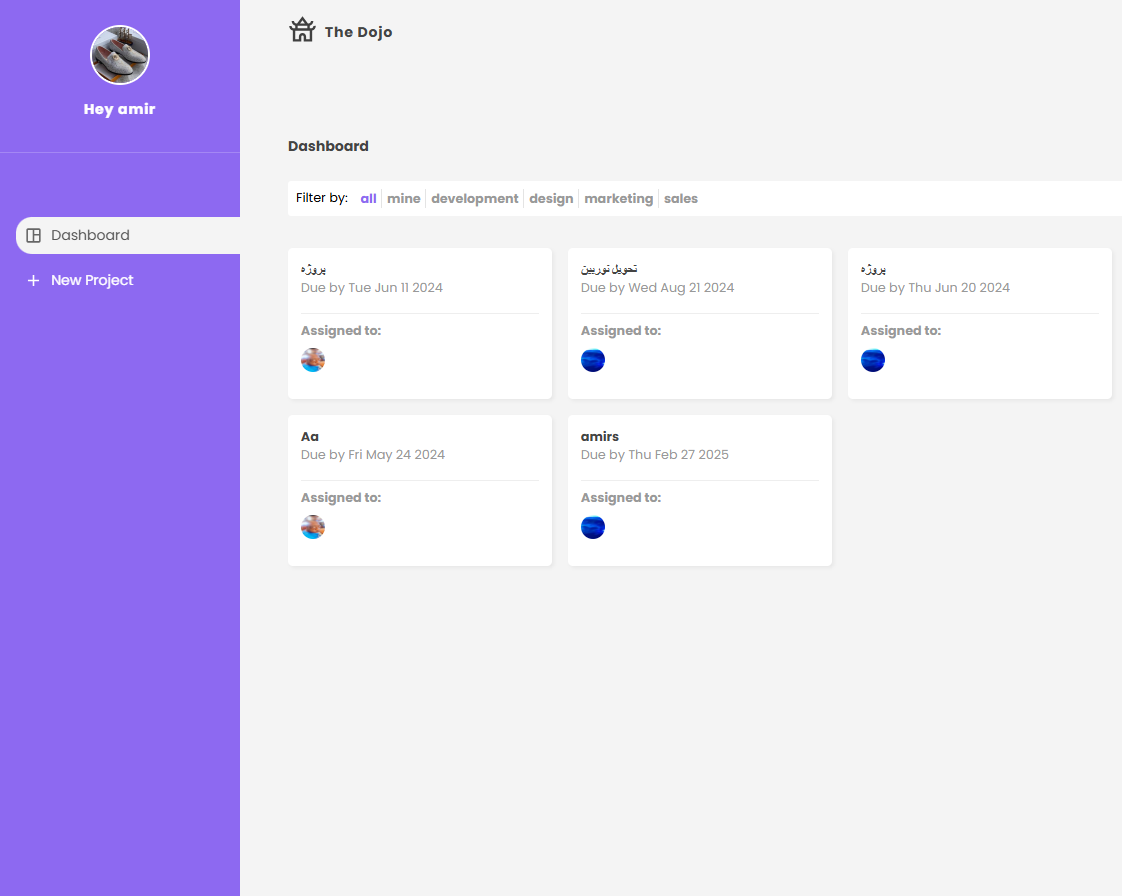 The Dojo
Hey amir
Dashboard
New Project
Dashboard
Filter by: all mine development design marketing sales
پروژه
Due by Tue Jun 11 2024
Assigned to:
تحویل توربین
Due by Wed Aug 21 2024
Assigned to:
پروژه
Due by Thu Jun 20 2024
Assigned to:
Aa
Due by Fri May 24 2024
Assigned to:
amirs
Due by Thu Feb 27 2025
Assigned to: